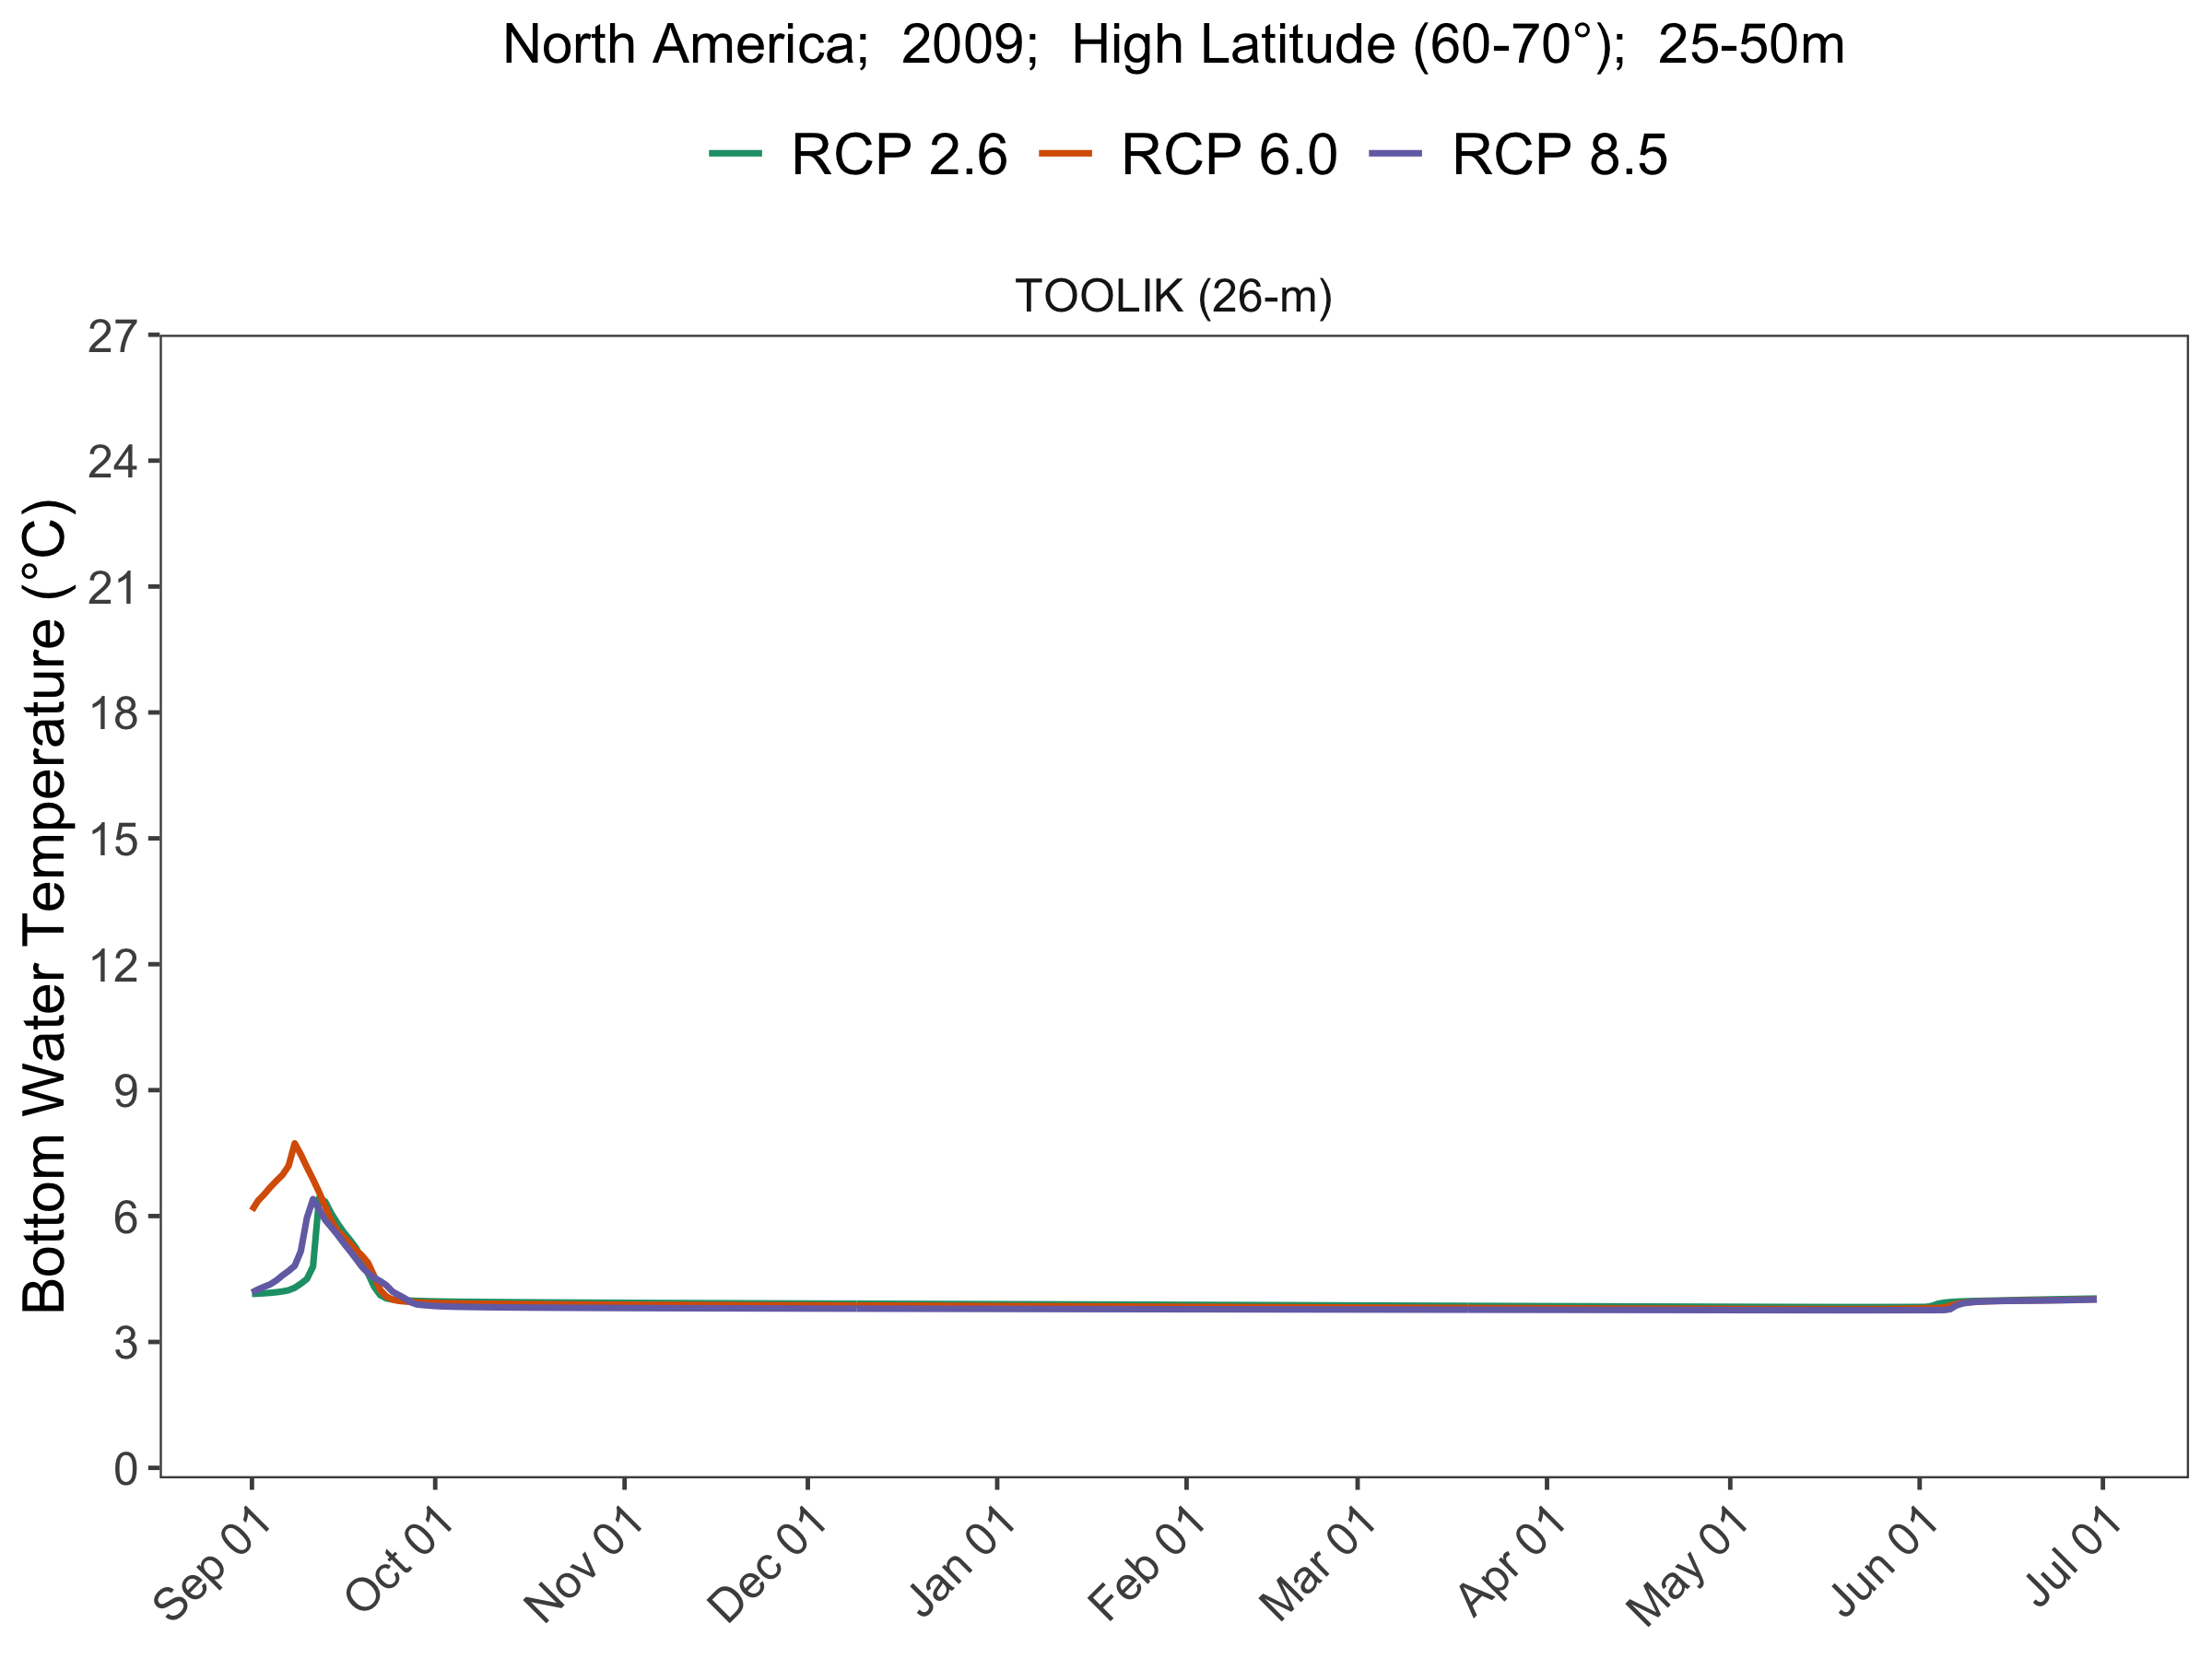 North America;  2009;  High Latitude (60-70°);  25-50m
RCP 2.6 RCP 6.0 RCP 8.5
TOOLIK (26-m)
Bottom Water Temperature (°C)
27
24
21
18
15
12
9
6
3
0
Sep 01 Oct 01 Nov 01 Dec 01 Jan 01 Feb 01 Mar 01 Apr 01 May 01 Jun 01 Jul 01